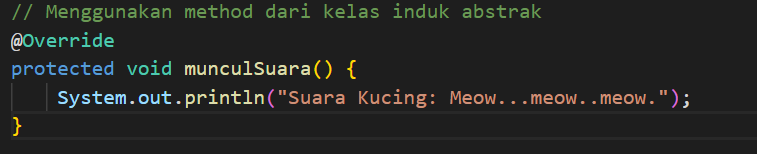 // Menggunakan method dari kelas induk abstrak
@Override
protected void munculSuara() {
    System.out.println("Suara Kucing: Meow...meow..meow.");
}